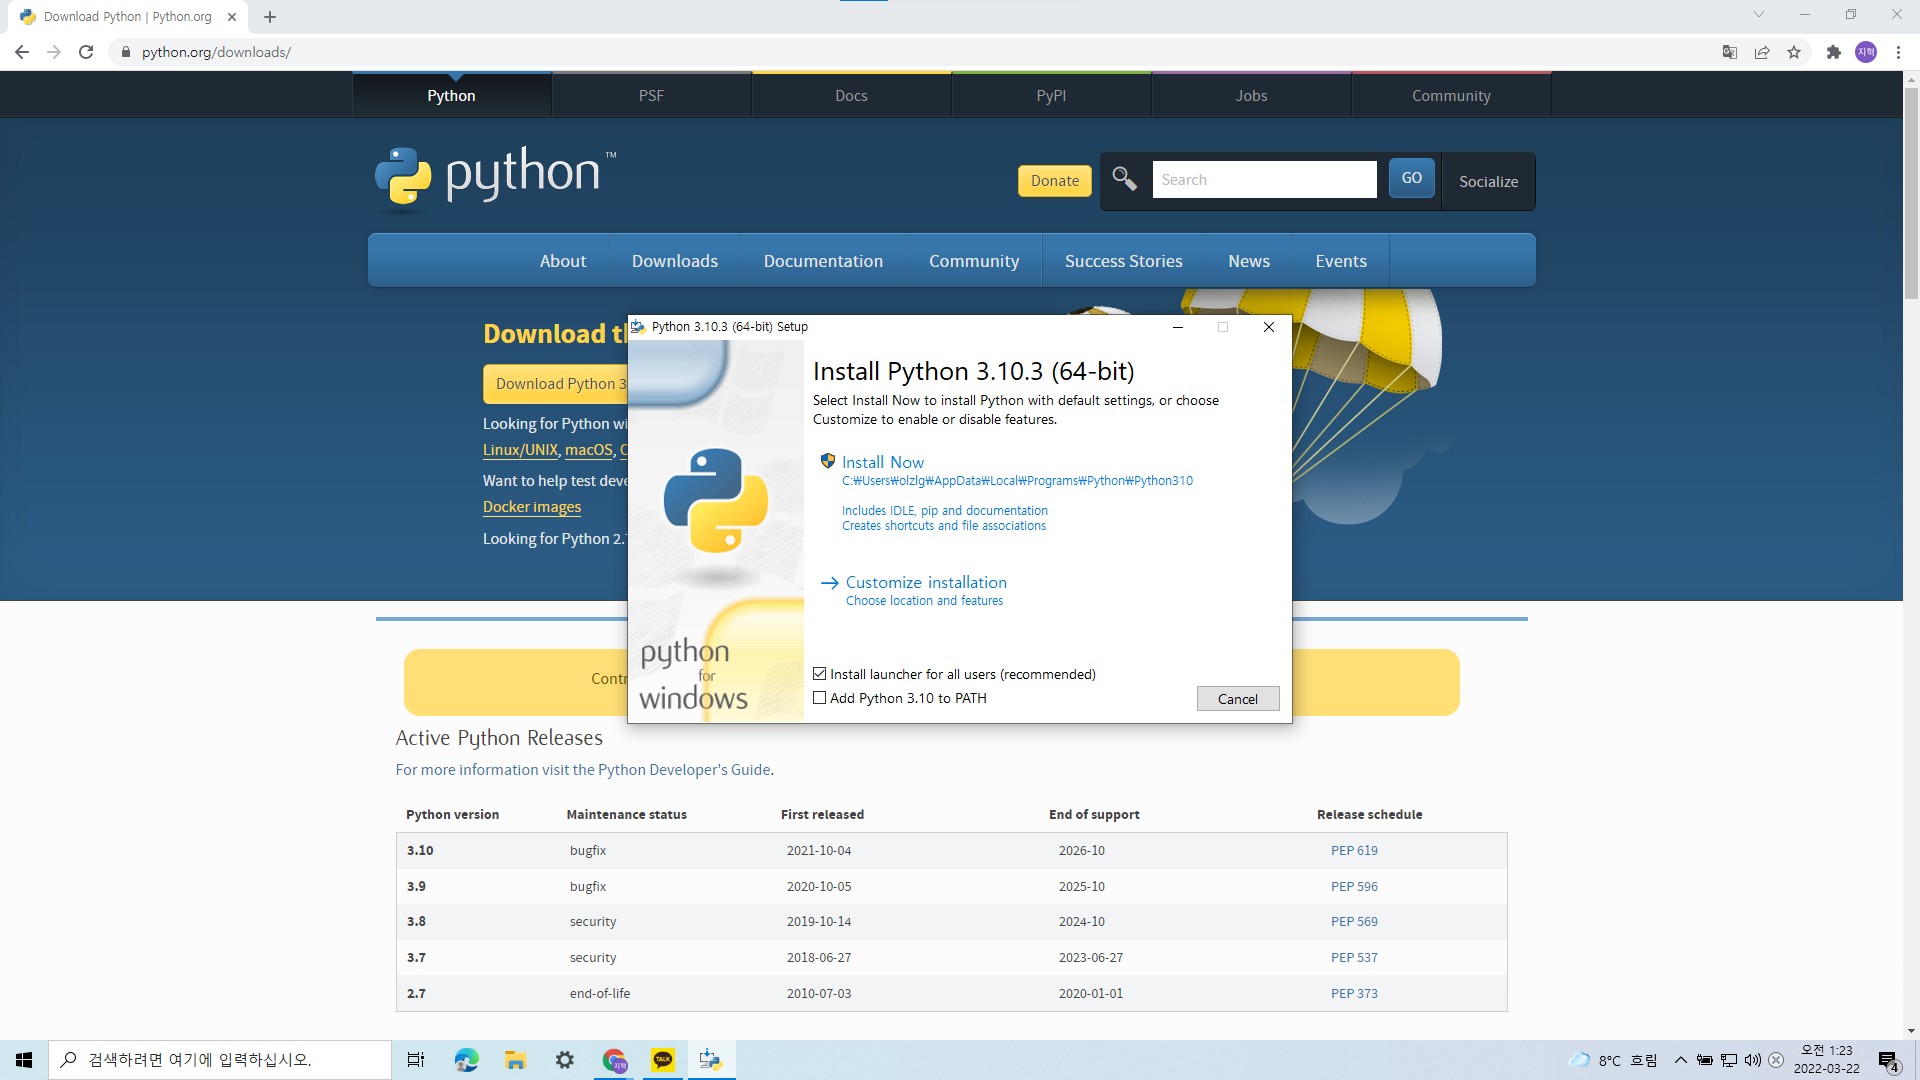 Download Python | Python.org
python.org/downloads/
지혁
Python
PSF
Docs
PyPI
Jobs
Community
python™
Donate
Search
GO
Socialize
About
Downloads
Documentation
Community
Success Stories
News
Events
Download t
Download Python 3
Looking for Python wi
Linux/UNIX, macOS,
Want to help test deve
Docker images
Looking for Python 2.
Python 3.10.3 (64-bit) Setup
Install Python 3.10.3 (64-bit)
Select Install Now to install Python with default settings, or choose
Customize to enable or disable features.
Install Now
C:₩Users₩olzlg₩AppData₩Local₩Programs₩Python₩Python310
Includes IDLE, pip and documentation
Creates shortcuts and file associations
Customize installation
Choose location and features
python
for
windows
Install launcher for all users (recommended)
Add Python 3.10 to PATH
Cancel
Contr
Active Python Releases
For more information visit the Python Developer's Guide.
Python version Maintenance status First released End of support Release schedule
3.10 bugfix 2021-10-04 2026-10 PEP 619
3.9 bugfix 2020-10-05 2025-10 PEP 596
3.8 security 2019-10-14 2024-10 PEP 569
3.7 security 2018-06-27 2023-06-27 PEP 537
2.7 end-of-life 2010-07-03 2020-01-01 PEP 373
검색하려면 여기에 입력하십시오.
지혁
TALK
8°C 흐림
오전 1:23
2022-03-22
4